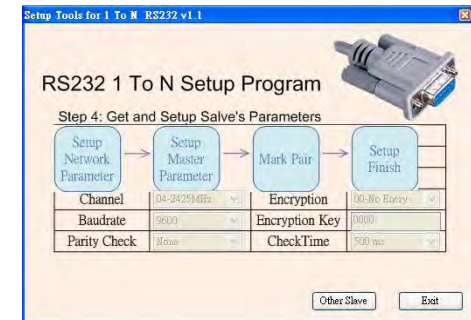 Setup Tools for 1 To N RS232 v1.1
RS232 1 To N Setup Program
Step 4: Get and Setup Salve's Parameters
Setup Network Parameter
Setup Master Parameter
Mark Pair
Setup Finish
Channel 04-2425MHz Encryption 00-No Encry
Baudrate 9600 Encryption Key 0000
Parity Check None CheckTime 500 ms
Other Slave Exit